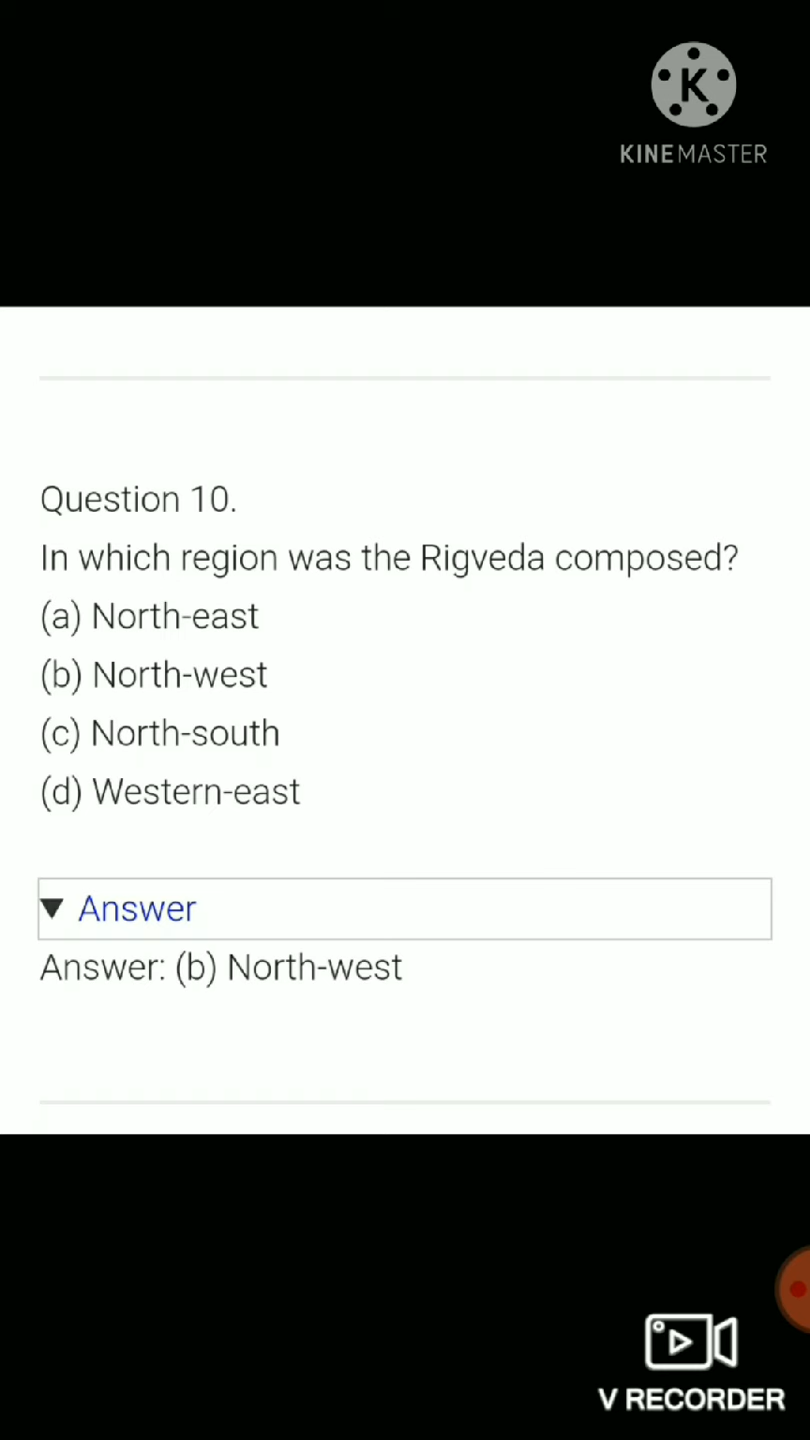 K
KINEMASTER
Question 10.
In which region was the Rigveda composed?
(a) North-east
(b) North-west
(c) North-south
(d) Western-east
Answer
Answer: (b) North-west
V RECORDER